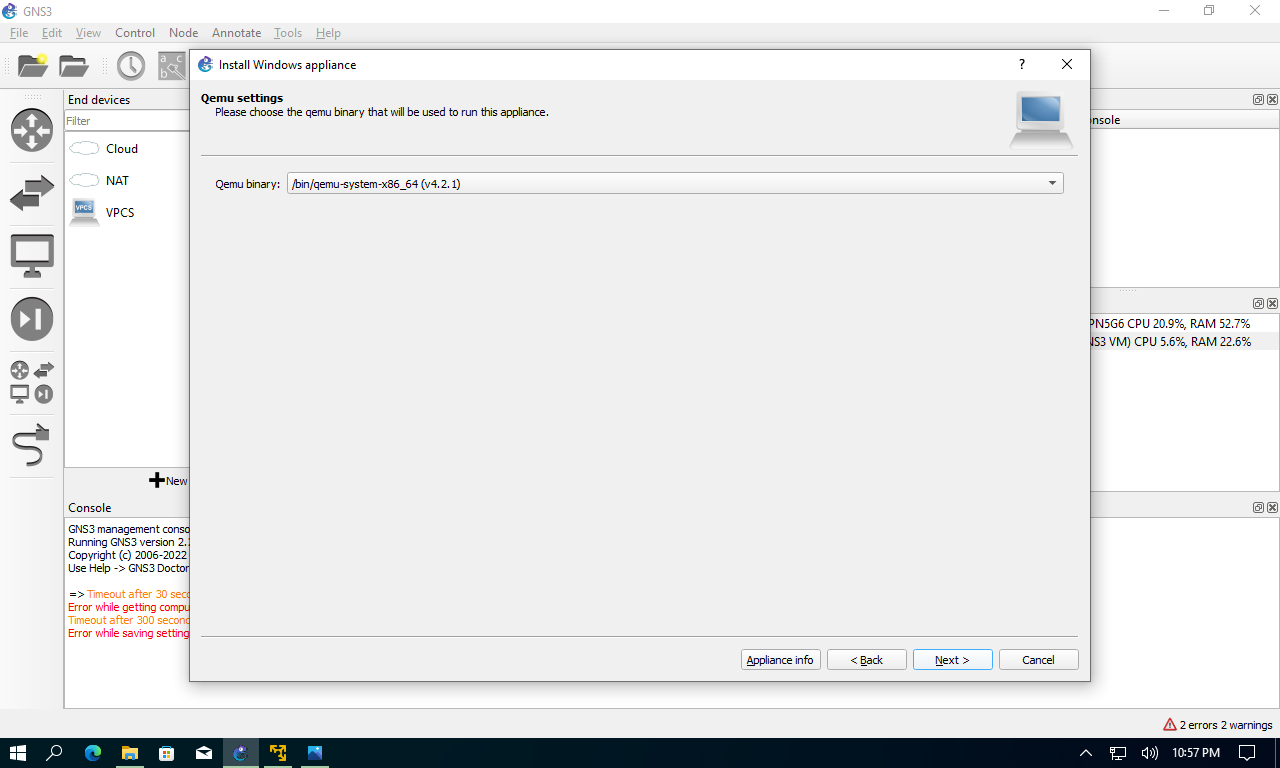 GNS3
File Edit View Control Node Annotate Tools Help
Install Windows appliance
?
Qemu settings
Please choose the qemu binary that will be used to run this appliance.
Qemu binary: /bin/qemu-system-x86_64 (v4.2.1)
Appliance info
< Back
Next >
Cancel
End devices
Filter
Cloud
NAT
VPCS
VPCS
New
Console
GNS3 management conso
Running GNS3 version 2.
Copyright (c) 2006-2022
Use Help -> GNS3 Doctor
=> Timeout after 30 seco
Error while getting compu
Timeout after 300 second
Error while saving setting
nsole
PN5G6 CPU 20.9%, RAM 52.7%
NS3 VM) CPU 5.6%, RAM 22.6%
2 errors 2 warnings
10:57 PM